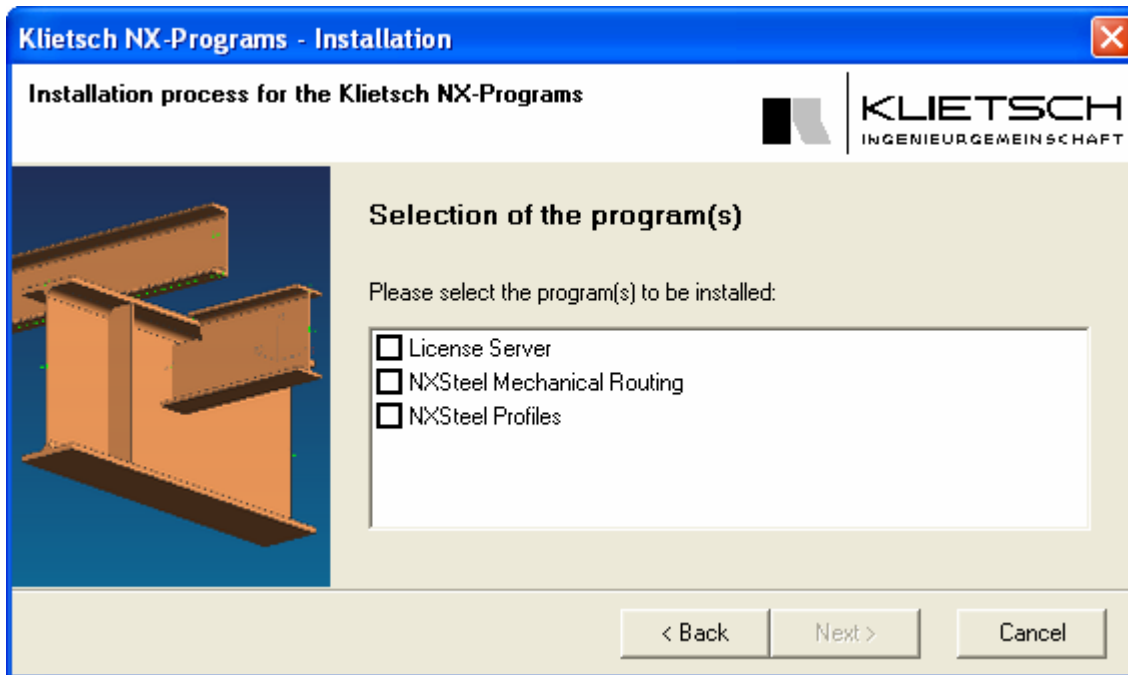 Klietsch NX-Programs - Installation
Installation process for the Klietsch NX-Programs
KLIETSCH
INGENIEURGEMEINSCHAFT
Selection of the program(s)
Please select the program(s) to be installed:
License Server
NXSteel Mechanical Routing
NXSteel Profiles
< Back
Next >
Cancel